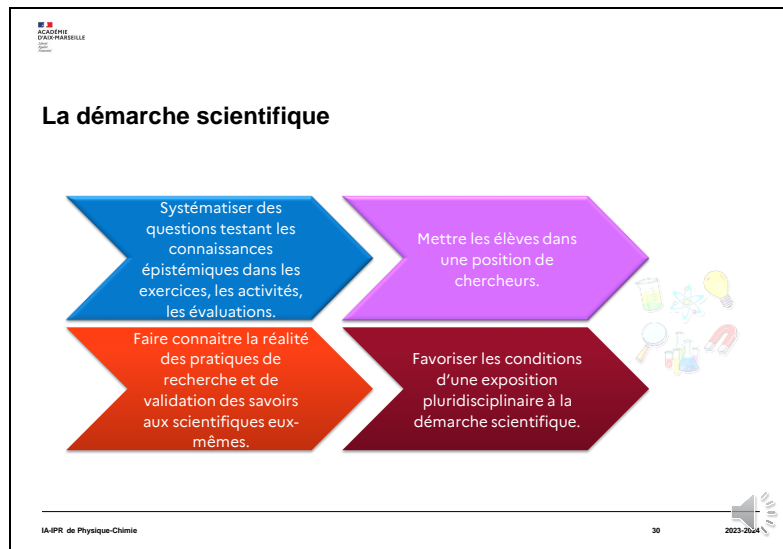 ACADÉMIE
D'AIX-MARSEILLE
Liberté
Égalité
Fraternité
La démarche scientifique
Systématiser des
questions testant les
connaissances
épistémiques dans les
exercices, les activités,
les évaluations.
Mettre les élèves dans
une position de
chercheurs.
Faire connaitre la réalité
des pratiques de
recherche et de
validation des savoirs
aux scientifiques eux-
mêmes.
Favoriser les conditions
d'une exposition
pluridisciplinaire à la
démarche scientifique.
IA-IPR de Physique-Chimie
30
2023-2024